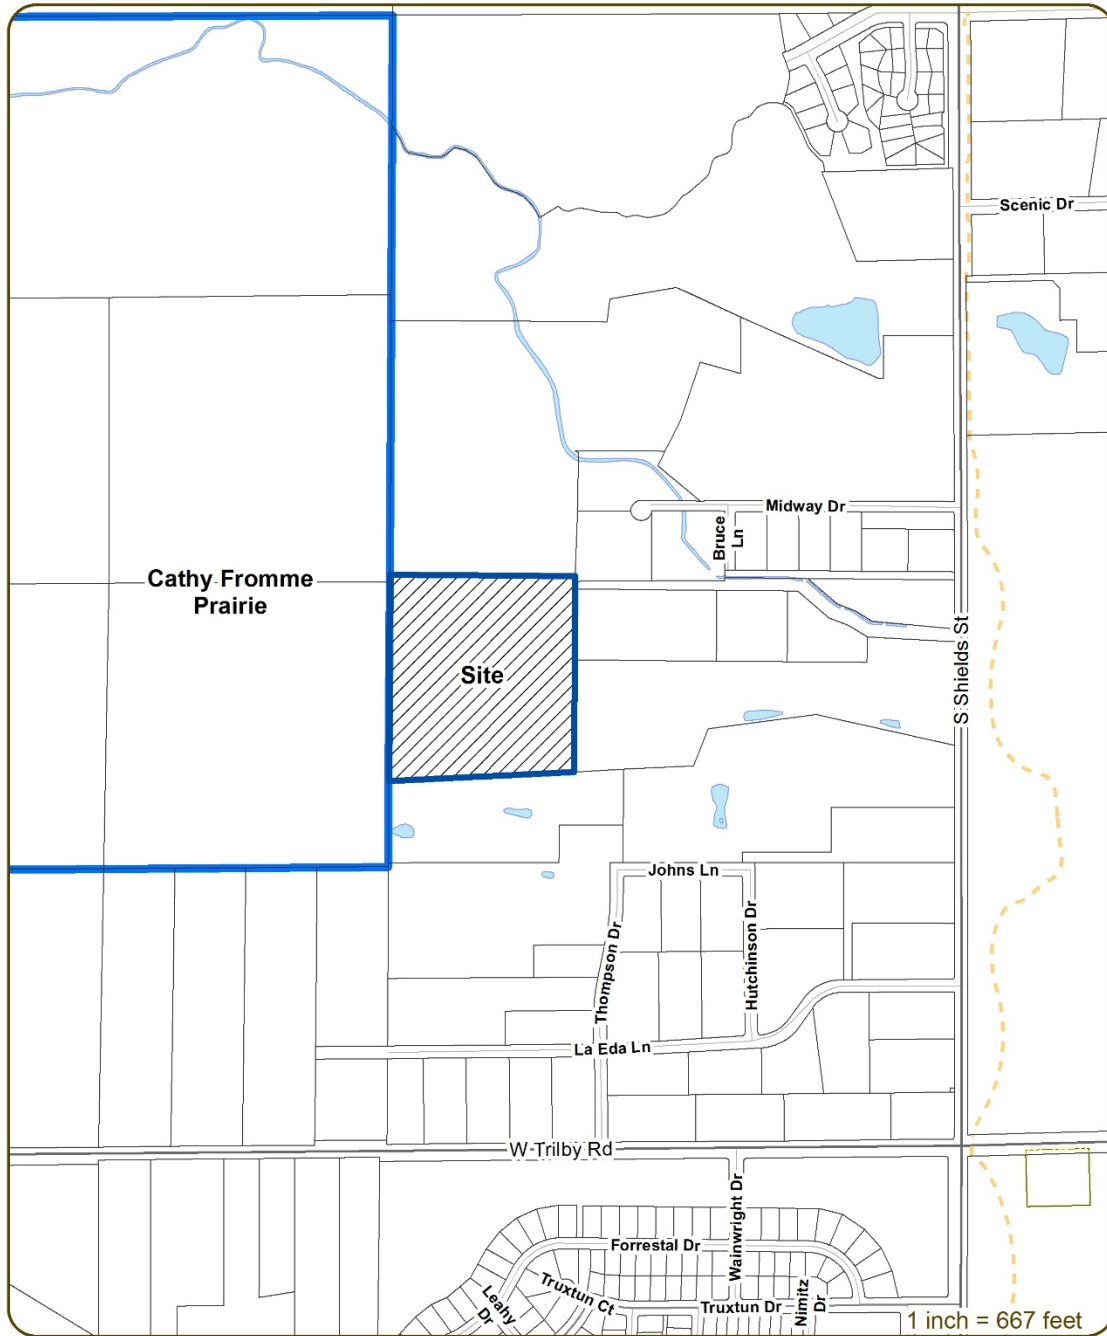 Scenic Dr
Midway Dr
Bruce
Ln
Cathy Fromme
Prairie
Site
S Shields St
Johns Ln
Thompson Dr
Hutchinson Dr
La Eda Ln
W Trilby Rd
Wainwright Dr
Forrestal Dr
Leahy
Dr
Truxtun Ct
Truxtun Dr
Nimitz
Dr
1 inch = 667 feet